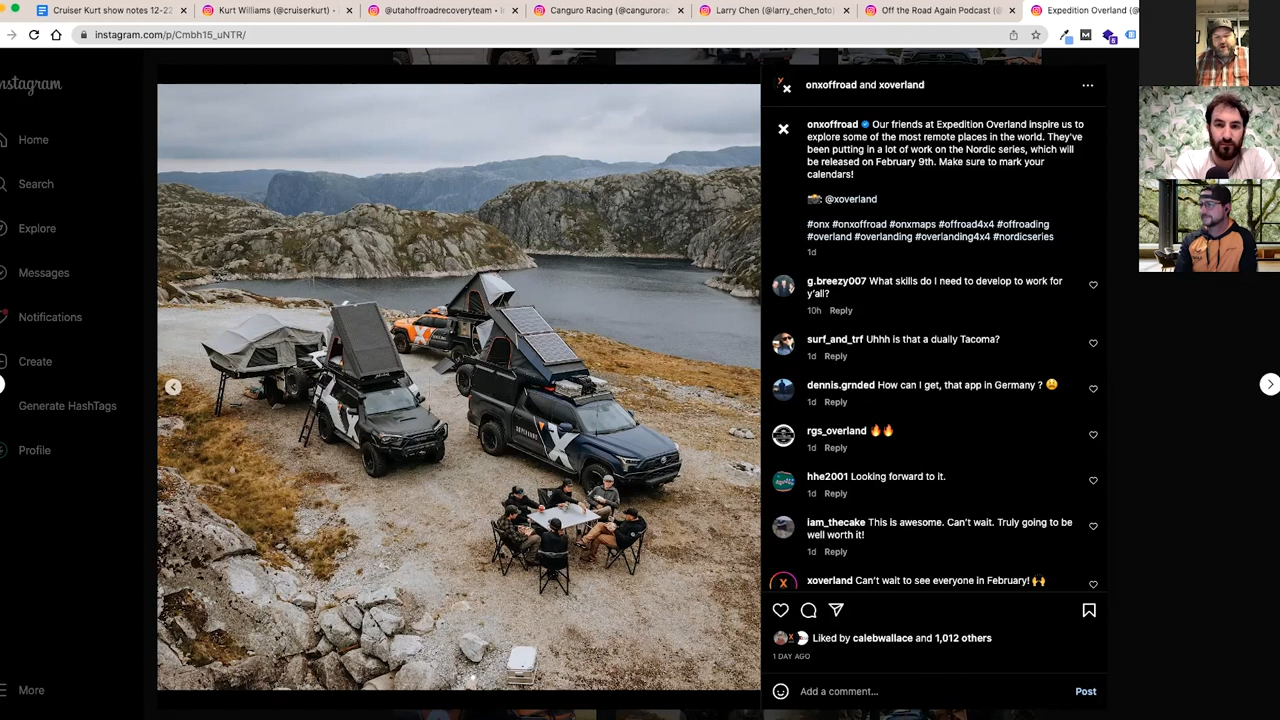 Cruiser Kurt show notes 12-22
Kurt Williams (@cruiserkurt) •
@utahoffroadrecoveryteam •
Canguro Racing (@cangurorac
Larry Chen (@larry_chen_foto)
Off the Road Again Podcast (@
Expedition Overland (@
instagram.com/p/Cmbh15_uNTR/
nstagram
Home
Search
Explore
Messages
Notifications
Create
Generate HashTags
Profile
More
onxoffroad and xoverland
onxoffroad Our friends at Expedition Overland inspire us to
explore some of the most remote places in the world. They've
been putting in a lot of work on the Nordic series, which will
be released on February 9th. Make sure to mark your
calendars!
📸: @xoverland
#onx #onxoffroad #onxmaps #offroad4x4 #offroading
#overland #overlanding #overlanding4x4 #nordicseries
1d
g.breezy007 What skills do I need to develop to work for
y'all?
10h Reply
surf_and_trf Uhhh is that a dually Tacoma?
1d Reply
dennis.grnded How can I get, that app in Germany ? 😩
1d Reply
rgs_overland 🔥🔥
1d Reply
hhe2001 Looking forward to it.
1d Reply
iam_thecake This is awesome. Can't wait. Truly going to be
well worth it!
1d Reply
xoverland Can't wait to see everyone in February! 🙌
Liked by calebwallace and 1,012 others
1 DAY AGO
Add a comment...
Post